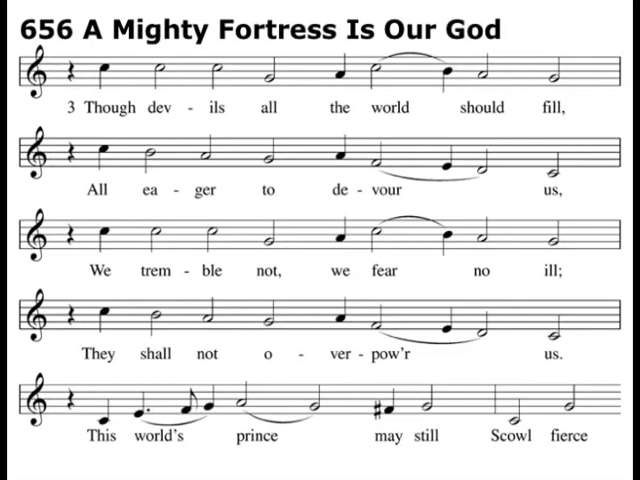 656 A Mighty Fortress Is Our God
3 Though dev - ils all the world should fill,
All ea - ger to de - vour us,
We trem - ble not, we fear no ill;
They shall not o - ver - pow'r us.
This world's prince may still Scowl fierce